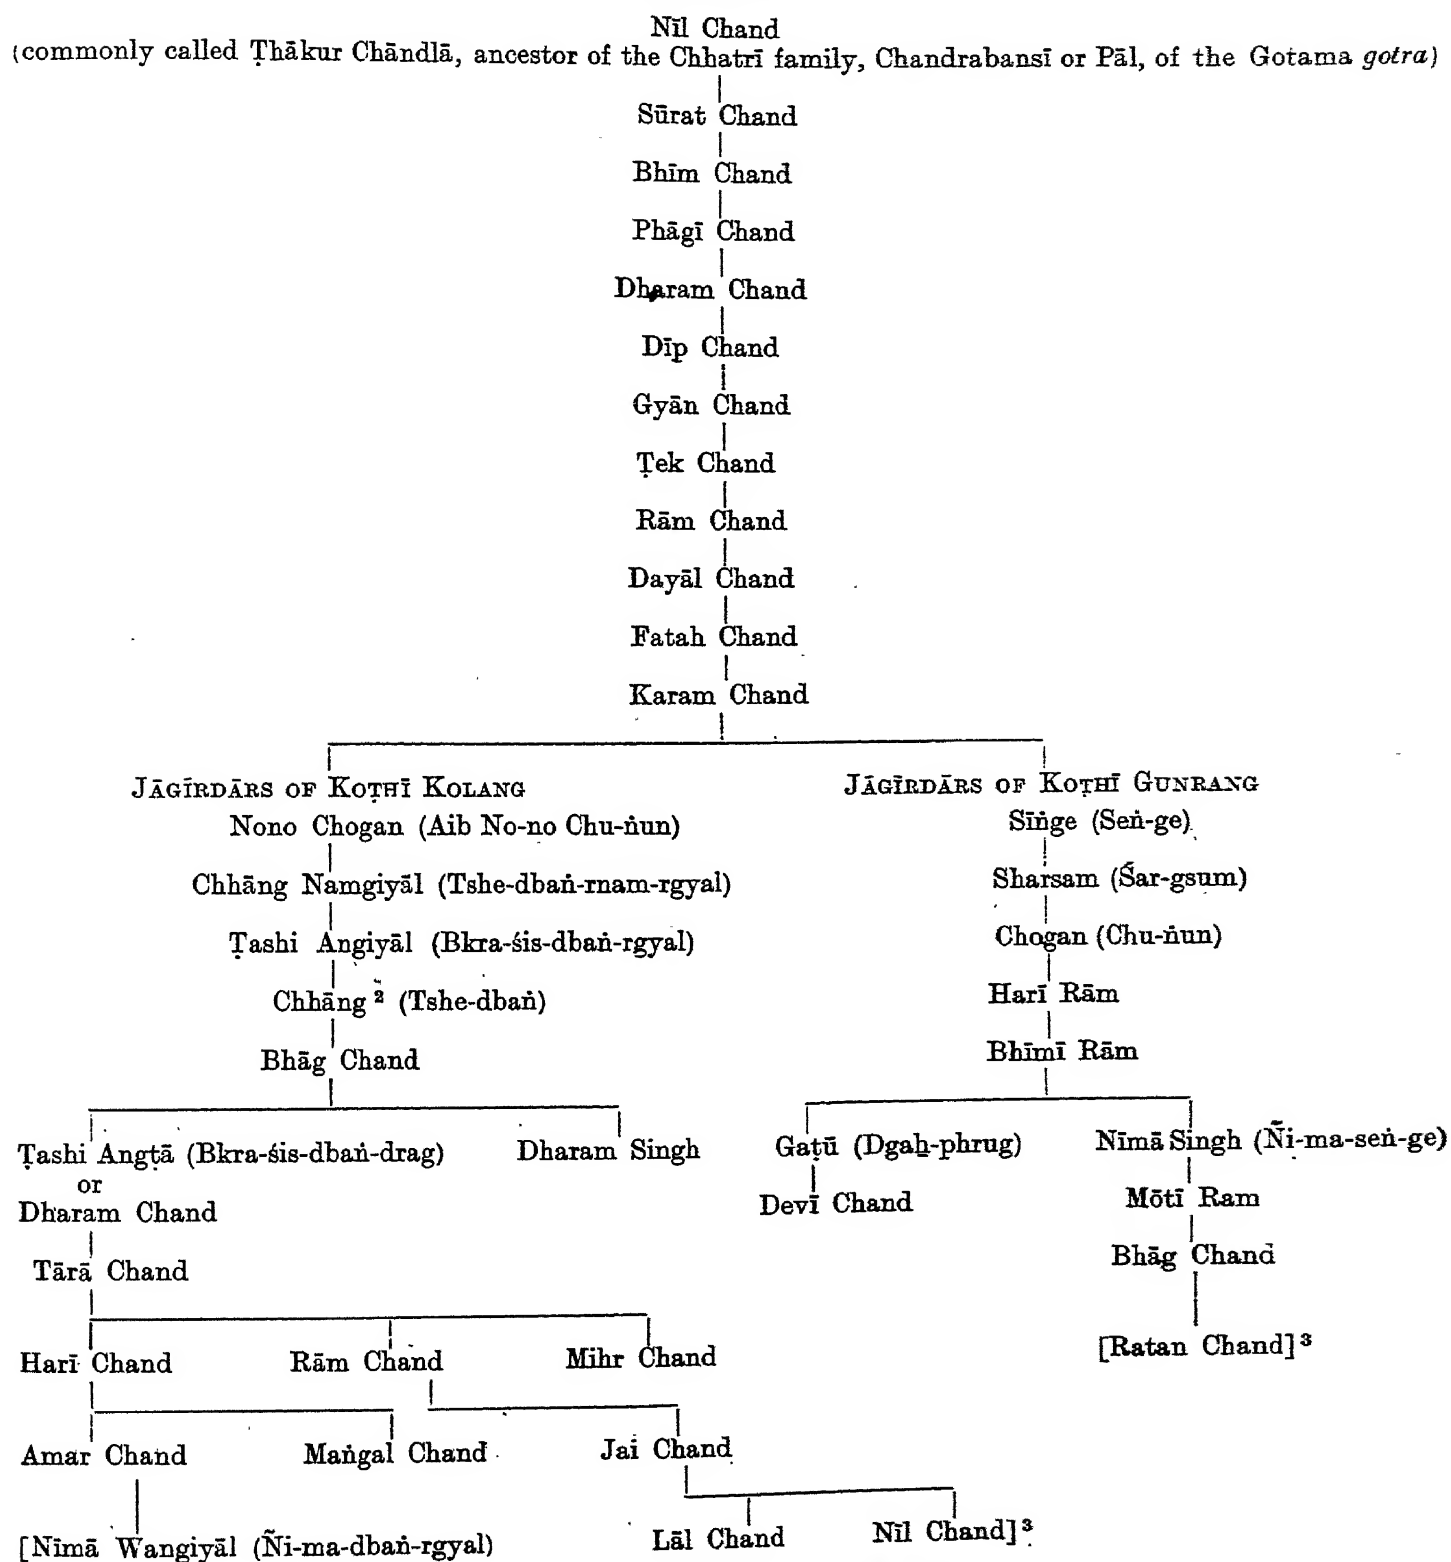 Nīl Chand
(commonly called Ṭhākur Chāndlā, ancestor of the Chhatrī family, Chandrabansī or Pāl, of the Gotama gotra)
Sūrat Chand
Bhīm Chand
Phāgī Chand
Dharam Chand
Dīp Chand
Gyān Chand
Ṭek Chand
Rām Chand
Dayāl Chand
Fatah Chand
Karam Chand
JĀGĪRDĀRS OF KOṬHĪ KOLANG
Nono Chogan (Aib No-no Chu-ṅun)
Chhāng Namgiyāl (Tshe-dbaṅ-rnam-rgyal)
Ṭashi Angiyāl (Bkra-śis-dbaṅ-rgyal)
Chhāng ² (Tshe-dbaṅ)
Bhāg Chand
Ṭashi Angṭā (Bkra-śis-dbaṅ-drag)
or
Dharam Chand
Dharam Singh
Tārā Chand
Harī Chand
Rām Chand
Mihr Chand
Amar Chand
Maṅgal Chand
Jai Chand
[Nīmā Wangiyāl (Ñi-ma-dbaṅ-rgyal)
Lāl Chand
Nīl Chand] ³
JĀGĪRDĀRS OF KOṬHĪ GUNRANG
Sīṅge (Seṅ-ge)
Sharsam (Śar-gsum)
Chogan (Chu-ṅun)
Harī Rām
Bhīmī Rām
Gaṭū (Dgaẖ-phrug)
Devī Chand
Nīmā Singh (Ñi-ma-seṅ-ge)
Mōtī Ram
Bhāg Chand
[Ratan Chand] ³